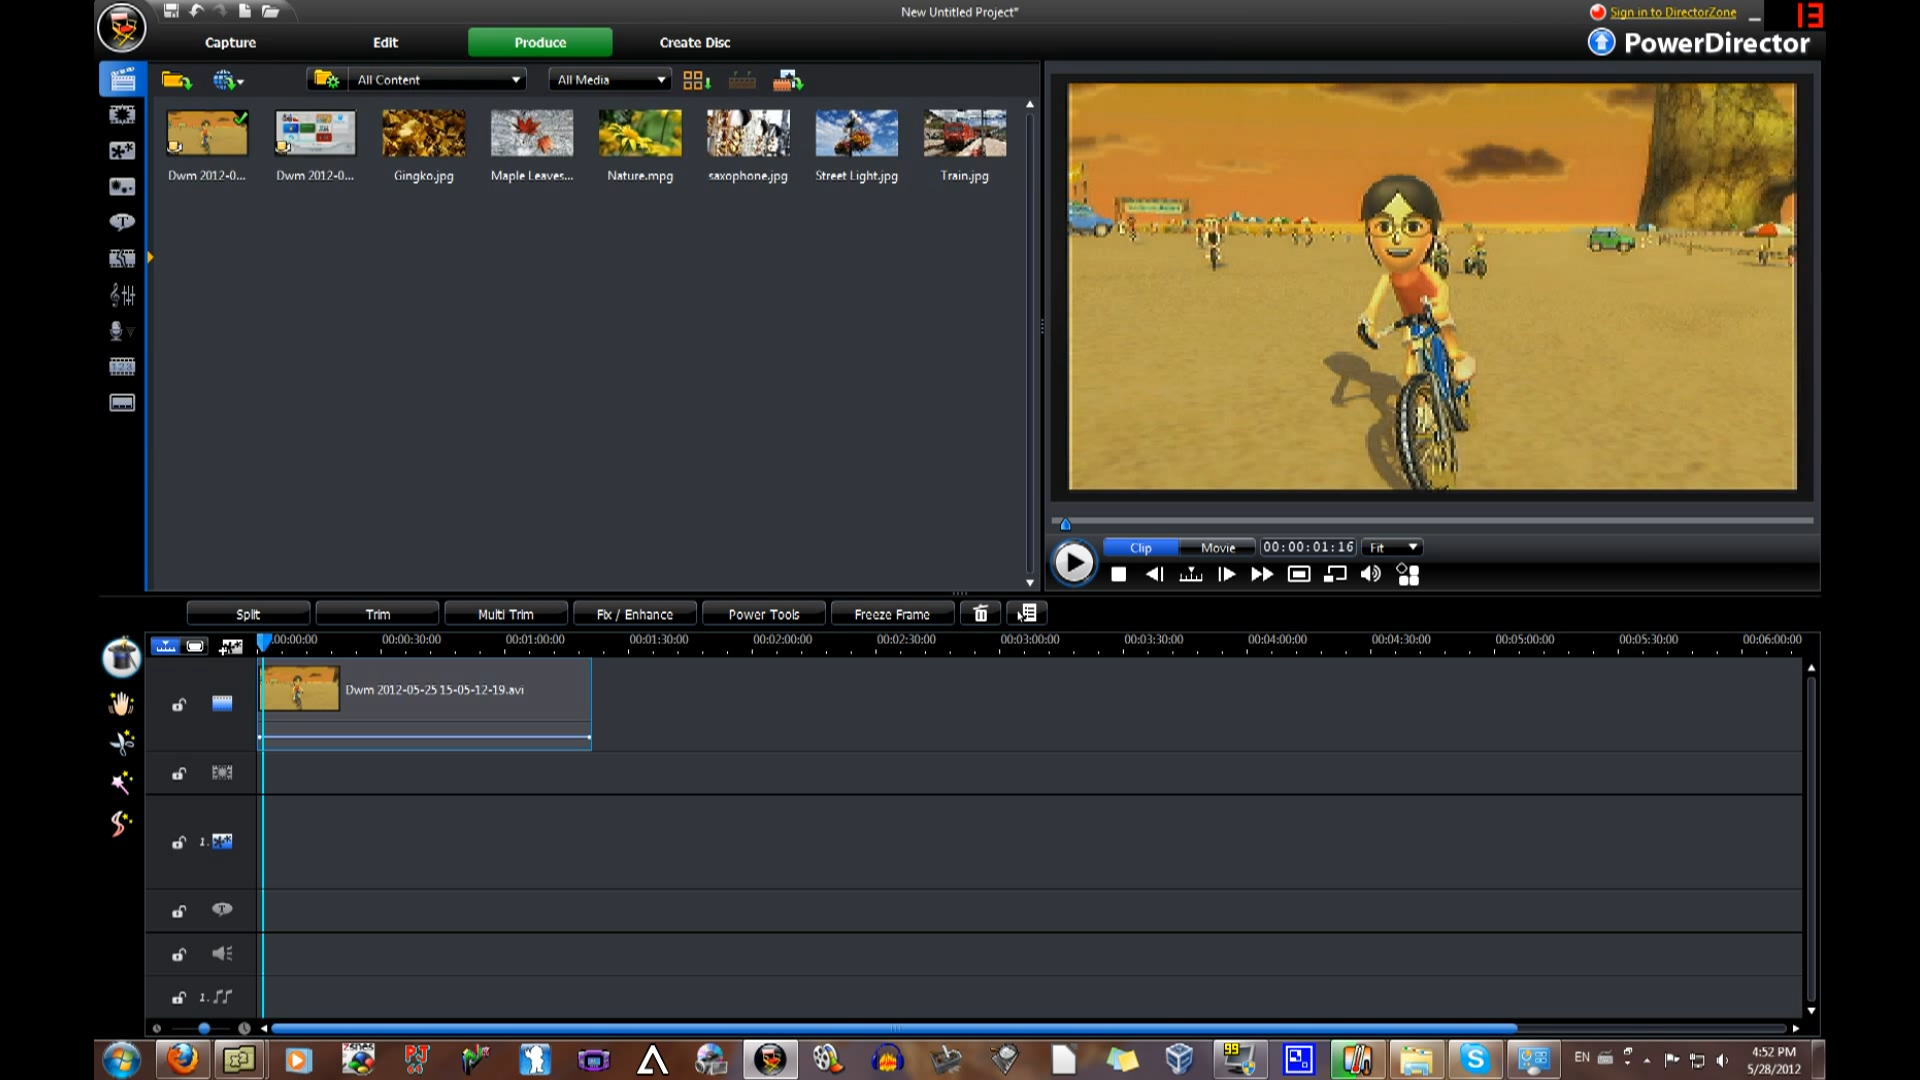 New Untitled Project*
Sign in to DirectorZone
13
Capture
Edit
Produce
Create Disc
PowerDirector
All Content
All Media
Dwm 2012-0...
Dwm 2012-0...
Gingko.jpg
Maple Leaves...
Nature.mpg
saxophone.jpg
Street Light.jpg
Train.jpg
Clip
Movie
00:00:01:16
Fit
Split
Trim
Multi Trim
Fix / Enhance
Power Tools
Freeze Frame
:00:00:00
00:00:30:00
00:01:00:00
00:01:30:00
00:02:00:00
00:02:30:00
00:03:00:00
00:03:30:00
00:04:00:00
00:04:30:00
00:05:00:00
00:05:30:00
00:06:00:00
Dwm 2012-05-25 15-05-12-19.avi
1.
1.
99
EN
4:52 PM
5/28/2012